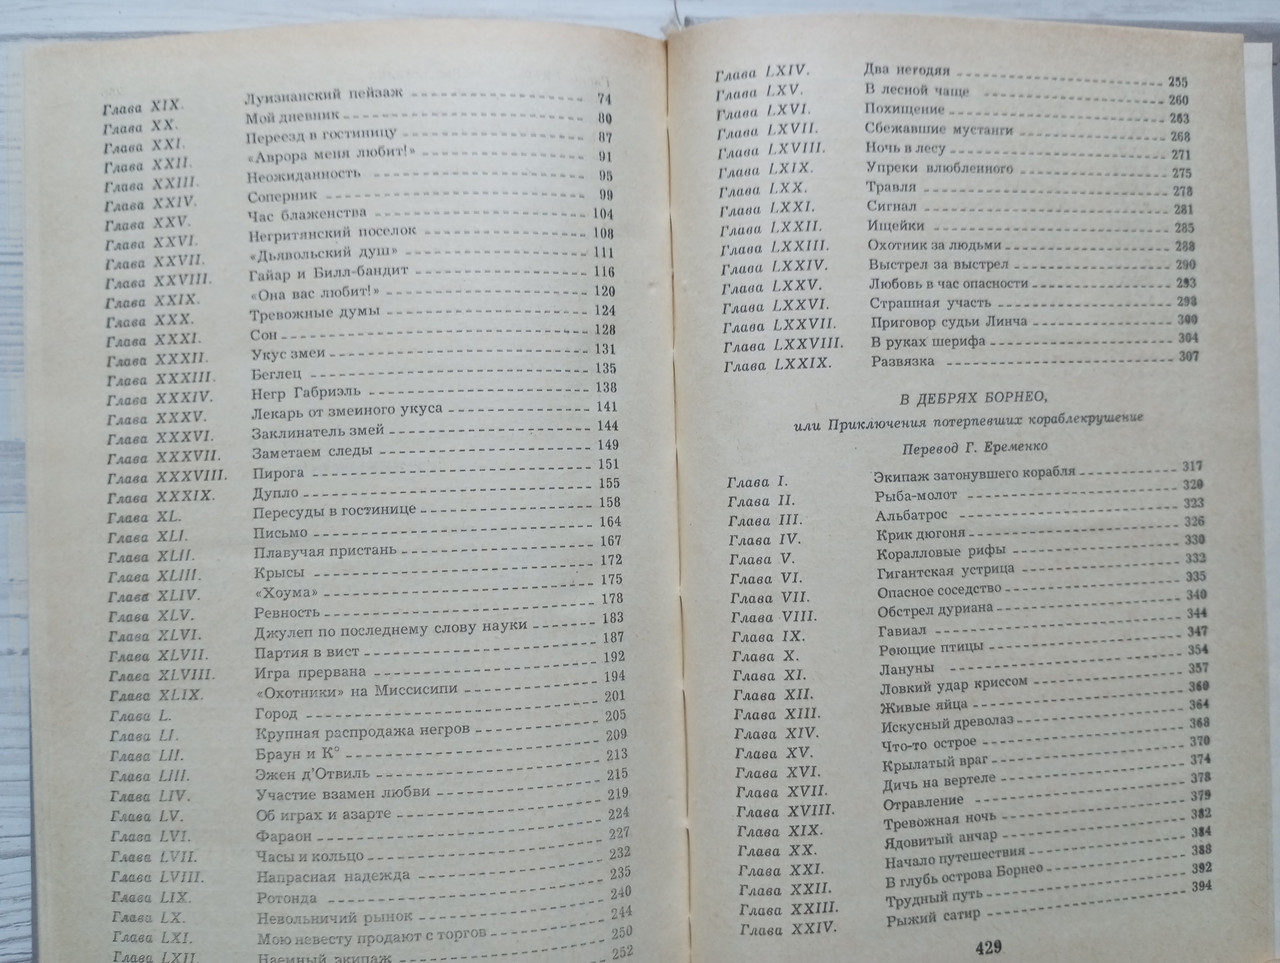 Глава XIX. Луизианский пейзаж 74
Глава XX. Мой дневник 80
Глава XXI. Переезд в гостиницу 87
Глава XXII. «Аврора меня любит!» 91
Глава XXIII. Неожиданность 95
Глава XXIV. Соперник 99
Глава XXV. Час блаженства 104
Глава XXVI. Негритянский поселок 108
Глава XXVII. «Дьявольский душ» 111
Глава XXVIII. Гайар и Билл-бандит 116
Глава XXIX. «Она вас любит!» 120
Глава XXX. Тревожные думы 124
Глава XXXI. Сон 128
Глава XXXII. Укус змеи 131
Глава XXXIII. Беглец 135
Глава XXXIV. Негр Габриэль 138
Глава XXXV. Лекарь от змеиного укуса 141
Глава XXXVI. Заклинатель змей 144
Глава XXXVII. Заметаем следы 149
Глава XXXVIII. Пирога 151
Глава XXXIX. Дупло 155
Глава XL. Пересуды в гостинице 158
Глава XLI. Письмо 164
Глава XLII. Плавучая пристань 167
Глава XLIII. Крысы 172
Глава XLIV. «Хоума» 175
Глава XLV. Ревность 178
Глава XLVI. Джулеп по последнему слову науки 183
Глава XLVII. Партия в вист 187
Глава XLVIII. Игра прервана 192
Глава XLIX. «Охотники» на Миссисипи 194
Глава L. Город 201
Глава LI. Крупная распродажа негров 205
Глава LII. Браун и К° 209
Глава LIII. Эжен д'Отвиль 213
Глава LIV. Участие взамен любви 215
Глава LV. Об играх и азарте 219
Глава LVI. Фараон 224
Глава LVII. Часы и кольцо 227
Глава LVIII. Напрасная надежда 232
Глава LIX. Ротонда 235
Глава LX. Невольничий рынок 240
Глава LXI. Мою невесту продают с торгов 244
Глава LXII. Наемный экипаж 250
252
Глава LXIV. Два негодяя 255
Глава LXV. В лесной чаще 260
Глава LXVI. Похищение 263
Глава LXVII. Сбежавшие мустанги 268
Глава LXVIII. Ночь в лесу 271
Глава LXIX. Упреки влюбленного 275
Глава LXX. Травля 278
Глава LXXI. Сигнал 281
Глава LXXII. Ищейки 285
Глава LXXIII. Охотник за людьми 288
Глава LXXIV. Выстрел за выстрел 290
Глава LXXV. Любовь в час опасности 293
Глава LXXVI. Страшная участь 298
Глава LXXVII. Приговор судьи Линча 300
Глава LXXVIII. В руках шерифа 304
Глава LXXIX. Развязка 307
В ДЕБРЯХ БОРНЕО,
или Приключения потерпевших кораблекрушение
Перевод Г. Еременко
Глава I. Экипаж затонувшего корабля 317
Глава II. Рыба-молот 320
Глава III. Альбатрос 323
Глава IV. Крик дюгоня 326
Глава V. Коралловые рифы 330
Глава VI. Гигантская устрица 332
Глава VII. Опасное соседство 335
Глава VIII. Обстрел дуриана 340
Глава IX. Гавиал 344
Глава X. Роющие птицы 347
Глава XI. Лануны 354
Глава XII. Ловкий удар криссом 357
Глава XIII. Живые яйца 360
Глава XIV. Искусный древолаз 364
Глава XV. Что-то острое 368
Глава XVI. Крылатый враг 370
Глава XVII. Дичь на вертеле 374
Глава XVIII. Отравление 378
Глава XIX. Тревожная ночь 379
Глава XX. Ядовитый анчар 382
Глава XXI. Начало путешествия 384
Глава XXII. В глубь острова Борнео 388
Глава XXIII. Трудный путь 392
Глава XXIV. Рыжий сатир 394
429